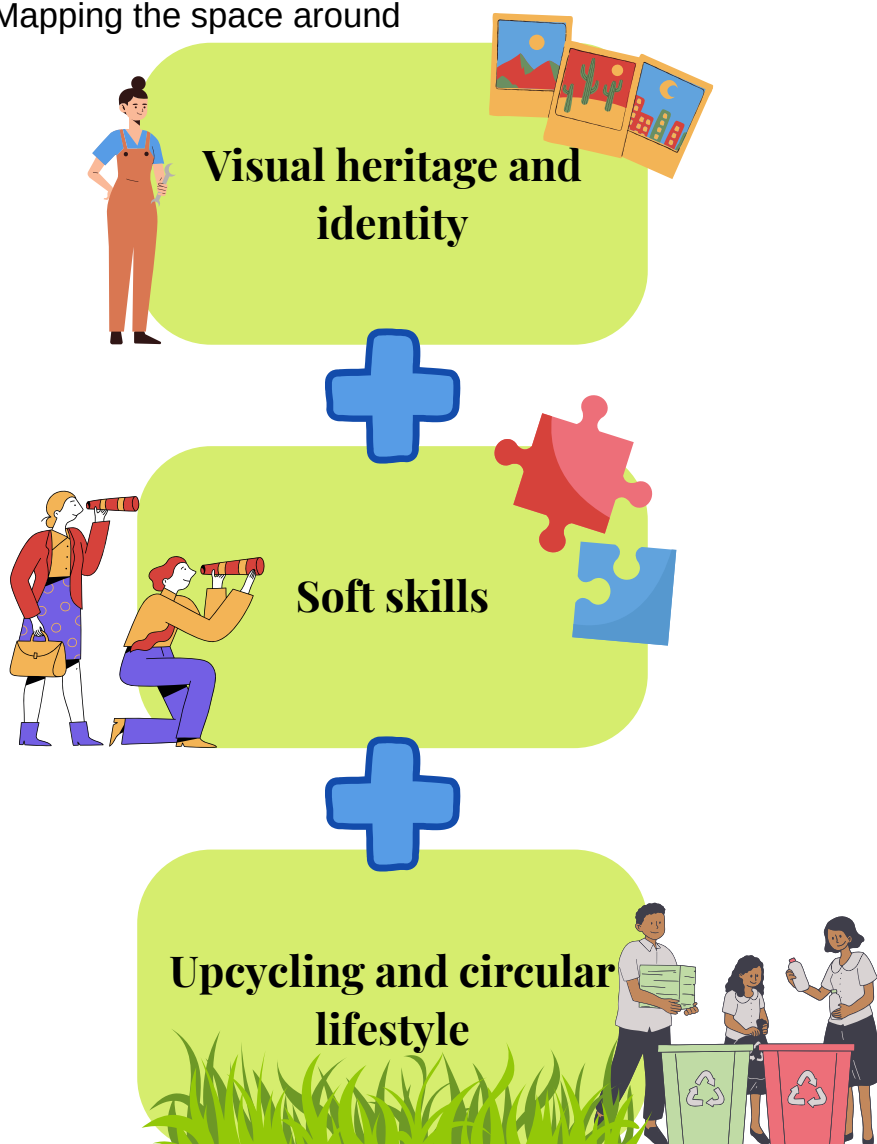 Mapping the space around
Visual heritage and
identity
Soft skills
Upcycling and circular
lifestyle